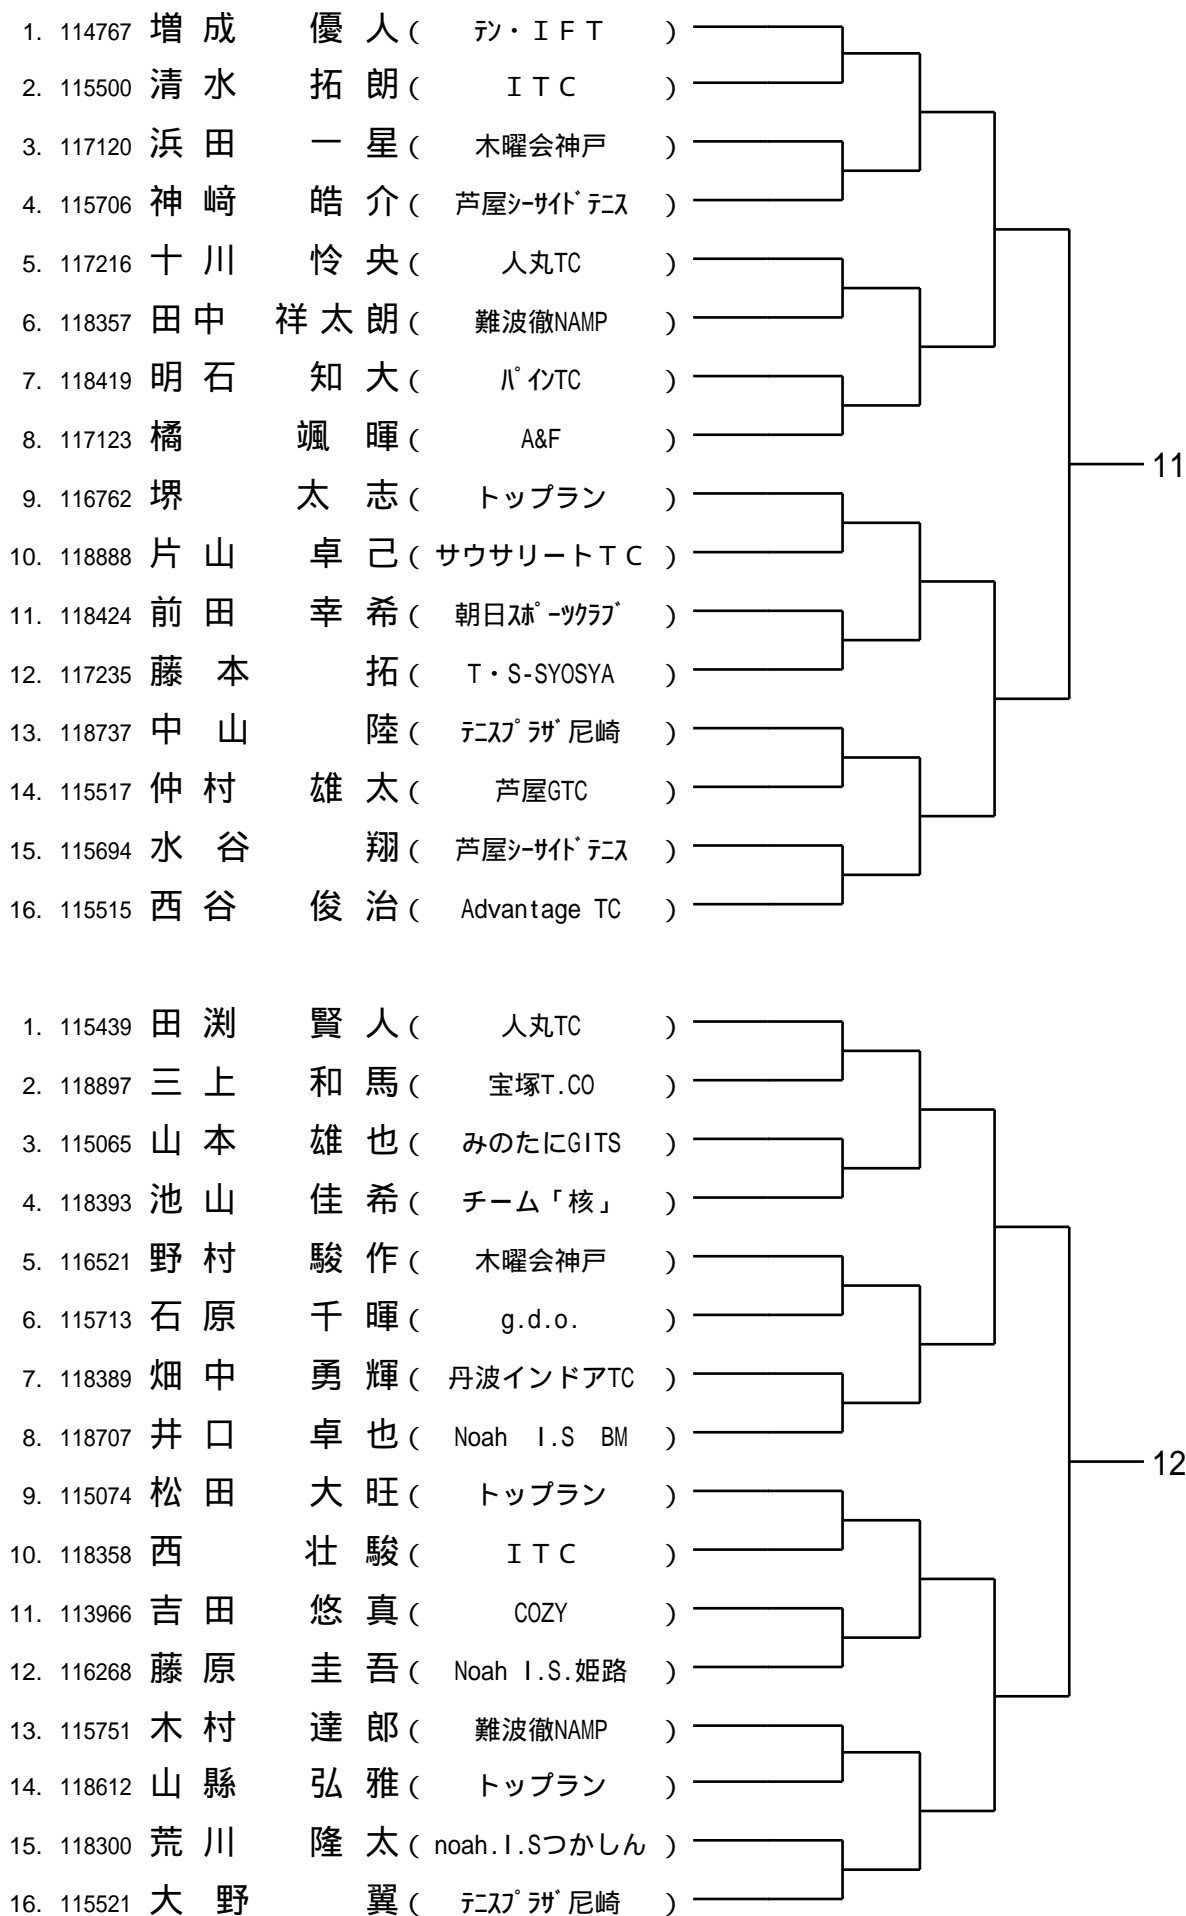 1. 114767 増成 優人 ( テン・ＩＦＴ )
2. 115500 清水 拓朗 ( ＩＴＣ )
3. 117120 浜田 一星 ( 木曜会神戸 )
4. 115706 神﨑 皓介 ( 芦屋ｼｰｻｲﾄﾞﾃﾆｽ )
5. 117216 十川 怜央 ( 人丸TC )
6. 118357 田中 祥太朗 ( 難波徹NAMP )
7. 118419 明石 知大 ( ﾊﾟｲﾝTC )
8. 117123 橘 颯暉 ( A&F )
11
9. 116762 堺 太志 ( トップラン )
10. 118888 片山 卓己 ( サウサリートＴＣ )
11. 118424 前田 幸希 ( 朝日ｽﾎﾟｰﾂｸﾗﾌﾞ )
12. 117235 藤本 拓 ( T・S-SYOSYA )
13. 118737 中山 陸 ( ﾃﾆｽﾌﾟﾗｻﾞ尼崎 )
14. 115517 仲村 雄太 ( 芦屋GTC )
15. 115694 水谷 翔 ( 芦屋ｼｰｻｲﾄﾞﾃﾆｽ )
16. 115515 西谷 俊治 ( Advantage TC )
1. 115439 田渕 賢人 ( 人丸TC )
2. 118897 三上 和馬 ( 宝塚T.CO )
3. 115065 山本 雄也 ( みのたにGITS )
4. 118393 池山 佳希 ( チーム「核」 )
5. 116521 野村 駿作 ( 木曜会神戸 )
6. 115713 石原 千暉 ( g.d.o. )
7. 118389 畑中 勇輝 ( 丹波インドアTC )
8. 118707 井口 卓也 ( Noah I.S BM )
12
9. 115074 松田 大旺 ( トップラン )
10. 118358 西 壮駿 ( ＩＴＣ )
11. 113966 吉田 悠真 ( COZY )
12. 116268 藤原 圭吾 ( Noah I.S.姫路 )
13. 115751 木村 達郎 ( 難波徹NAMP )
14. 118612 山縣 弘雅 ( トップラン )
15. 118300 荒川 隆太 ( noah.I.Sつかしん )
16. 115521 大野 翼 ( ﾃﾆｽﾌﾟﾗｻﾞ尼崎 )